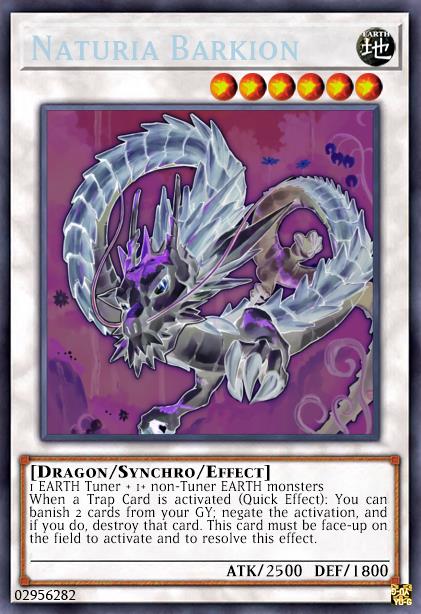 NATURIA BARKION
EARTH
地
[DRAGON/SYNCHRO/EFFECT]
1 EARTH Tuner + 1+ non-Tuner EARTH monsters
When a Trap Card is activated (Quick Effect): You can
banish 2 cards from your GY; negate the activation, and
if you do, destroy that card. This card must be face-up on
the field to activate and to resolve this effect.
ATK/2500 DEF/1800
02956282